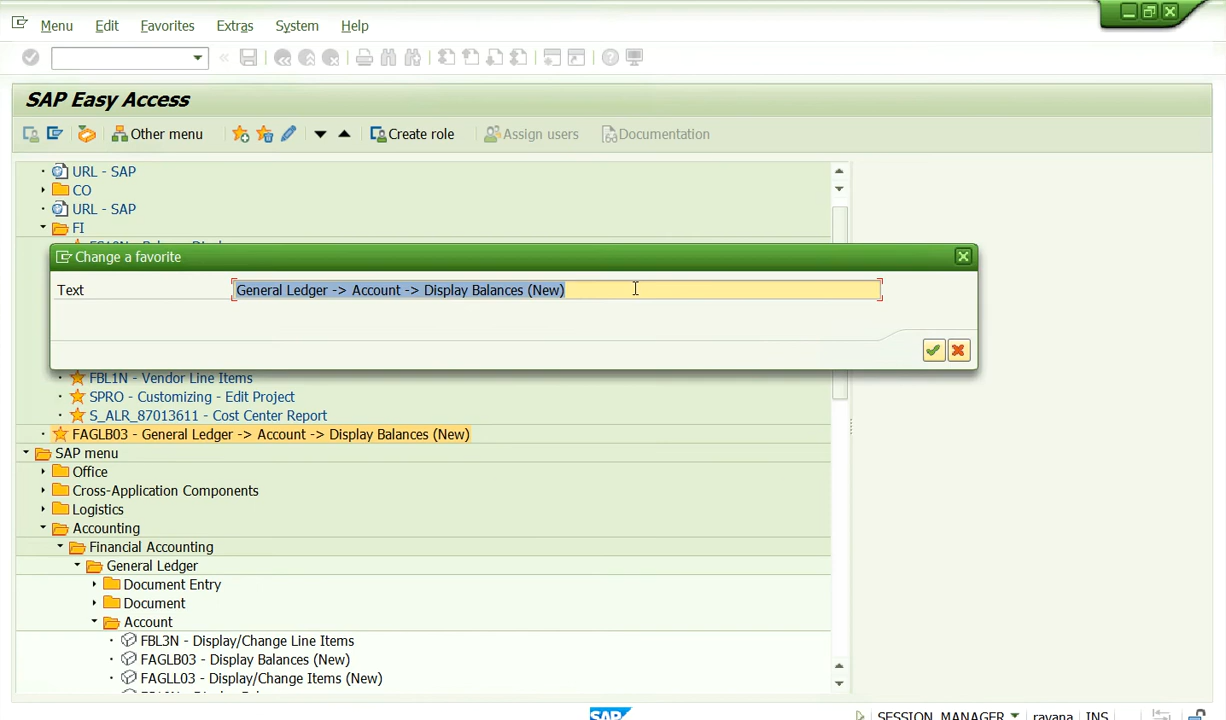 Menu Edit Favorites Extras System Help
SAP Easy Access
Other menu Create role Assign users Documentation
URL - SAP
CO
URL - SAP
FI
Change a favorite
Text General Ledger -> Account -> Display Balances (New)
FBL1N - Vendor Line Items
SPRO - Customizing - Edit Project
S_ALR_87013611 - Cost Center Report
FAGLB03 - General Ledger -> Account -> Display Balances (New)
SAP menu
Office
Cross-Application Components
Logistics
Accounting
Financial Accounting
General Ledger
Document Entry
Document
Account
FBL3N - Display/Change Line Items
FAGLB03 - Display Balances (New)
FAGLL03 - Display/Change Items (New)
SAP SESSION_MANAGER rayana INS